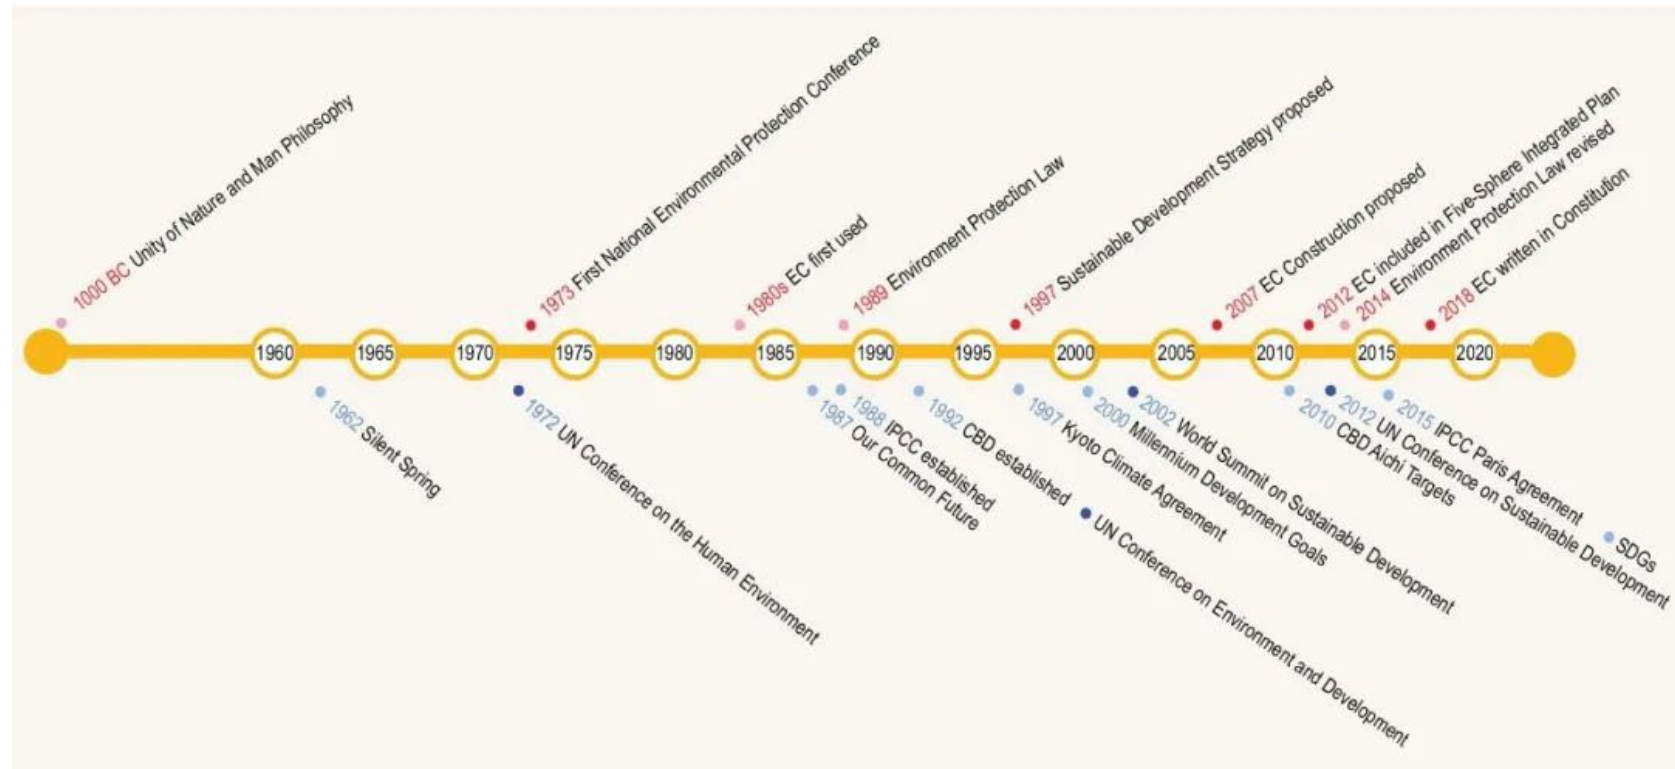 1000 BC Unity of Nature and Man Philosophy
1973 First National Environmental Protection Conference
1980s EC first used
1989 Environment Protection Law
1997 Sustainable Development Strategy proposed
2007 EC Construction proposed
2012 EC included in Five-Sphere Integrated Plan
2014 Environment Protection Law revised
2018 EC written in Constitution
1960 1965 1970 1975 1980 1985 1990 1995 2000 2005 2010 2015 2020
1962 Silent Spring
1972 UN Conference on the Human Environment
1987 Our Common Future
1988 IPCC established
1992 CBD established
UN Conference on Environment and Development
1997 Kyoto Climate Agreement
2000 Millennium Development Goals
2002 World Summit on Sustainable Development
2010 CBD Aichi Targets
2012 UN Conference on Sustainable Development
2015 IPCC Paris Agreement
SDGs